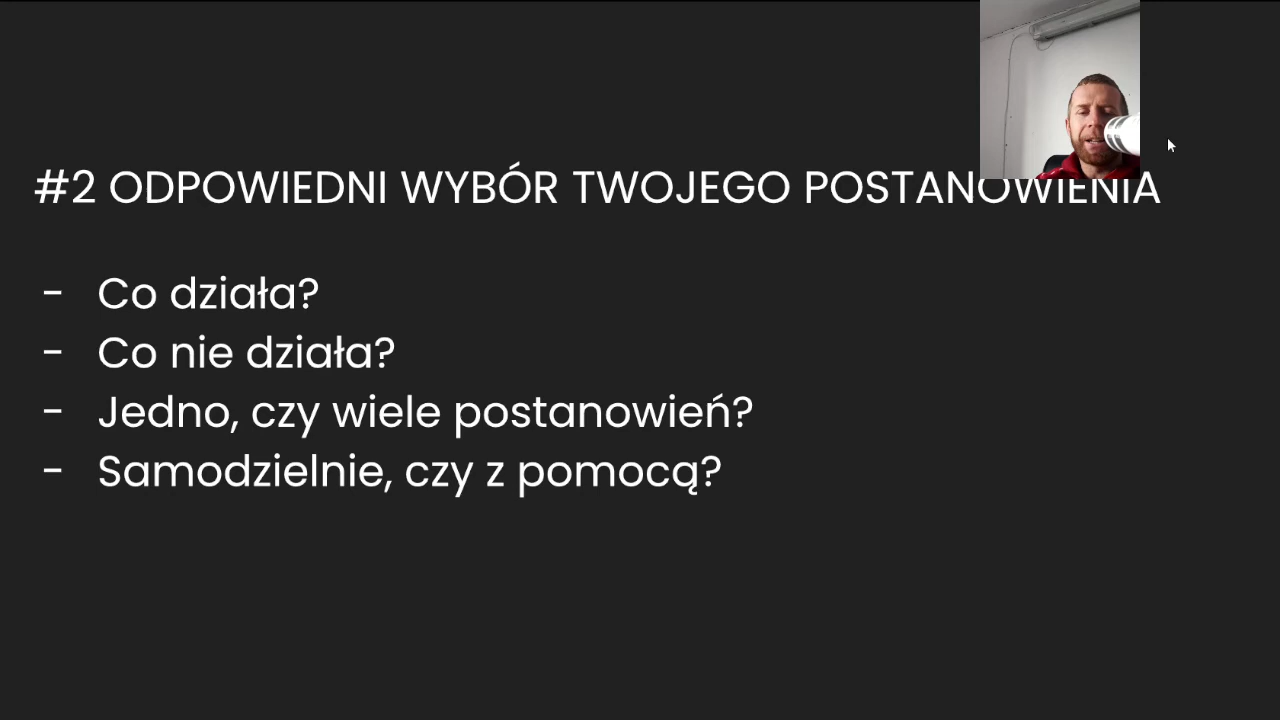 #2 ODPOWIEDNI WYBÓR TWOJEGO POSTANOWIENIA
- Co działa?
- Co nie działa?
- Jedno, czy wiele postanowień?
- Samodzielnie, czy z pomocą?